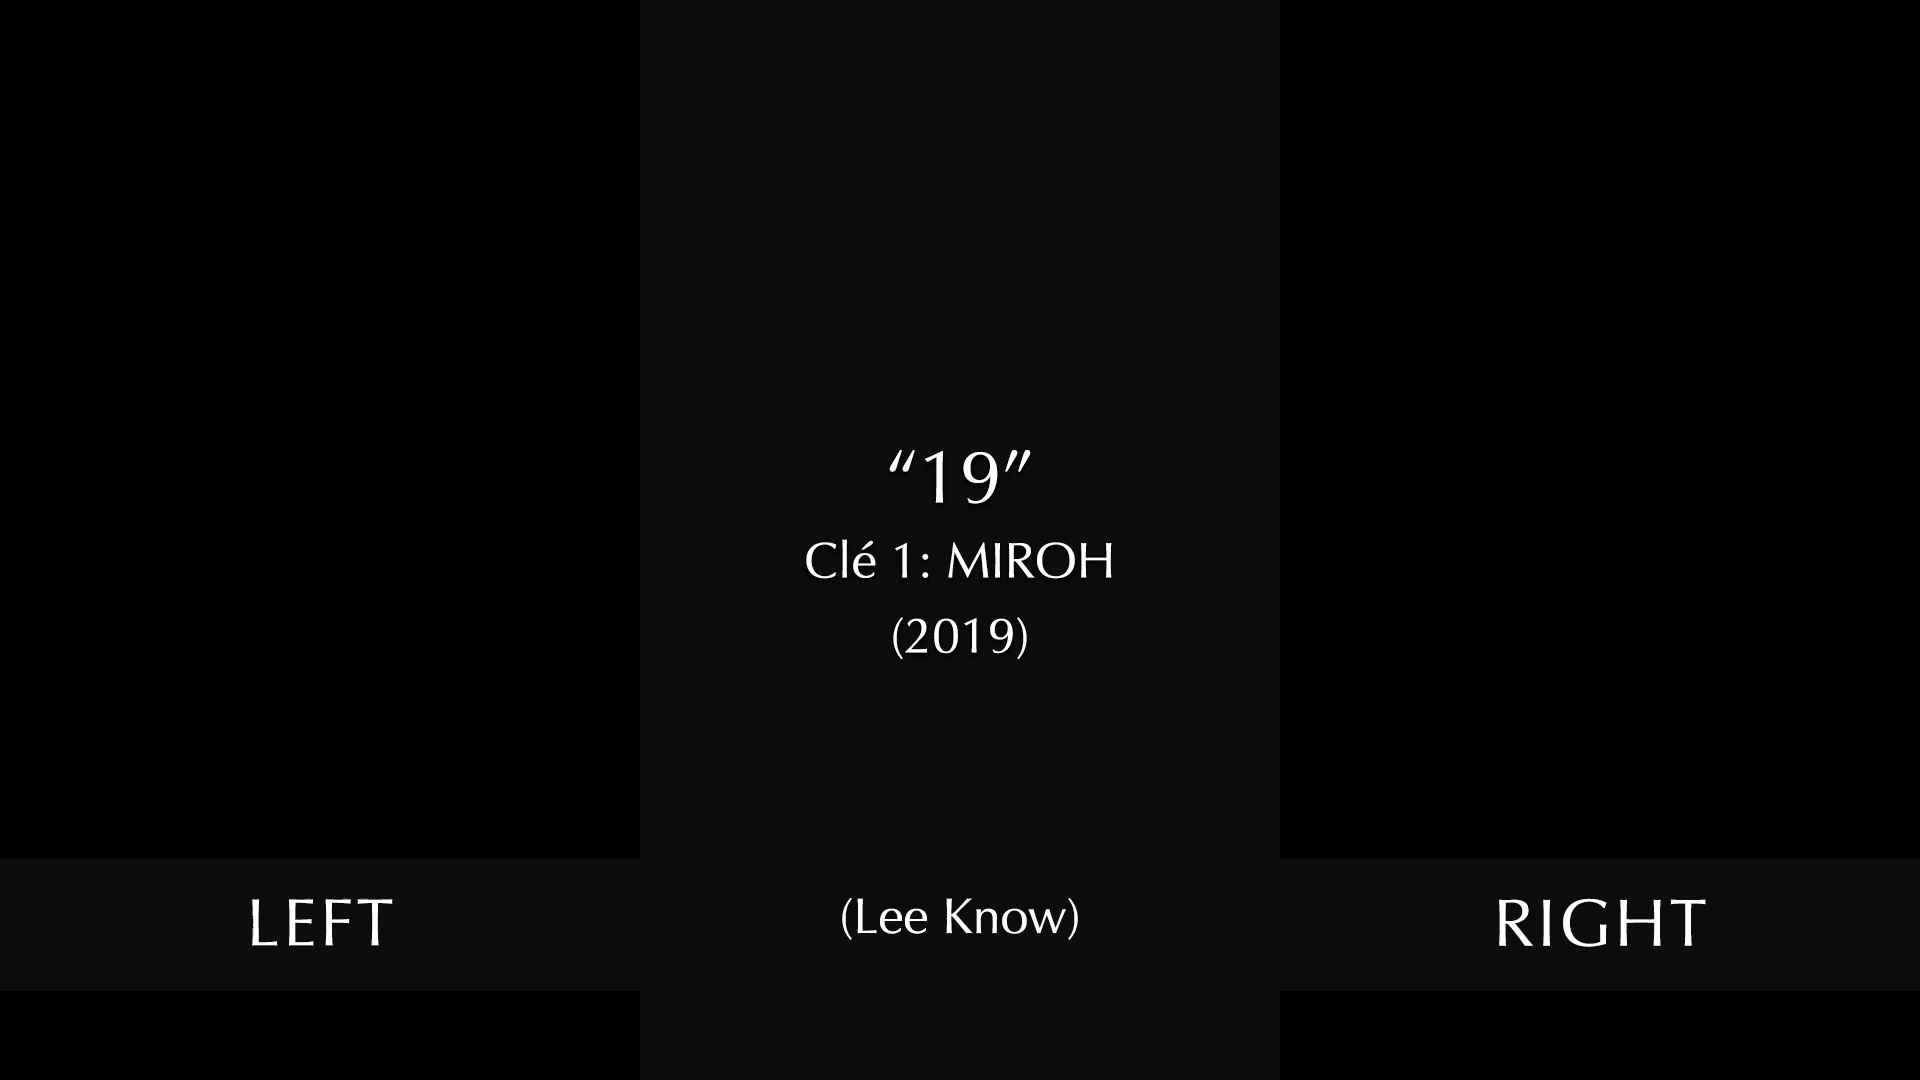 “19”
Clé 1: MIROH
(2019)
LEFT
(Lee Know)
RIGHT